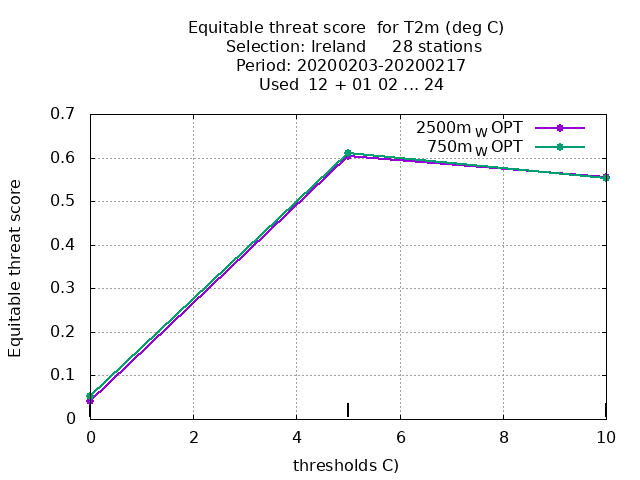 Equitable threat score  for T2m (deg C)
Selection: Ireland     28 stations
Period: 20200203-20200217
Used  12 + 01 02 ... 24
2500m W OPT
750m W OPT
Equitable threat score
0.7
0.6
0.5
0.4
0.3
0.2
0.1
0
0 2 4 6 8 10
thresholds C)